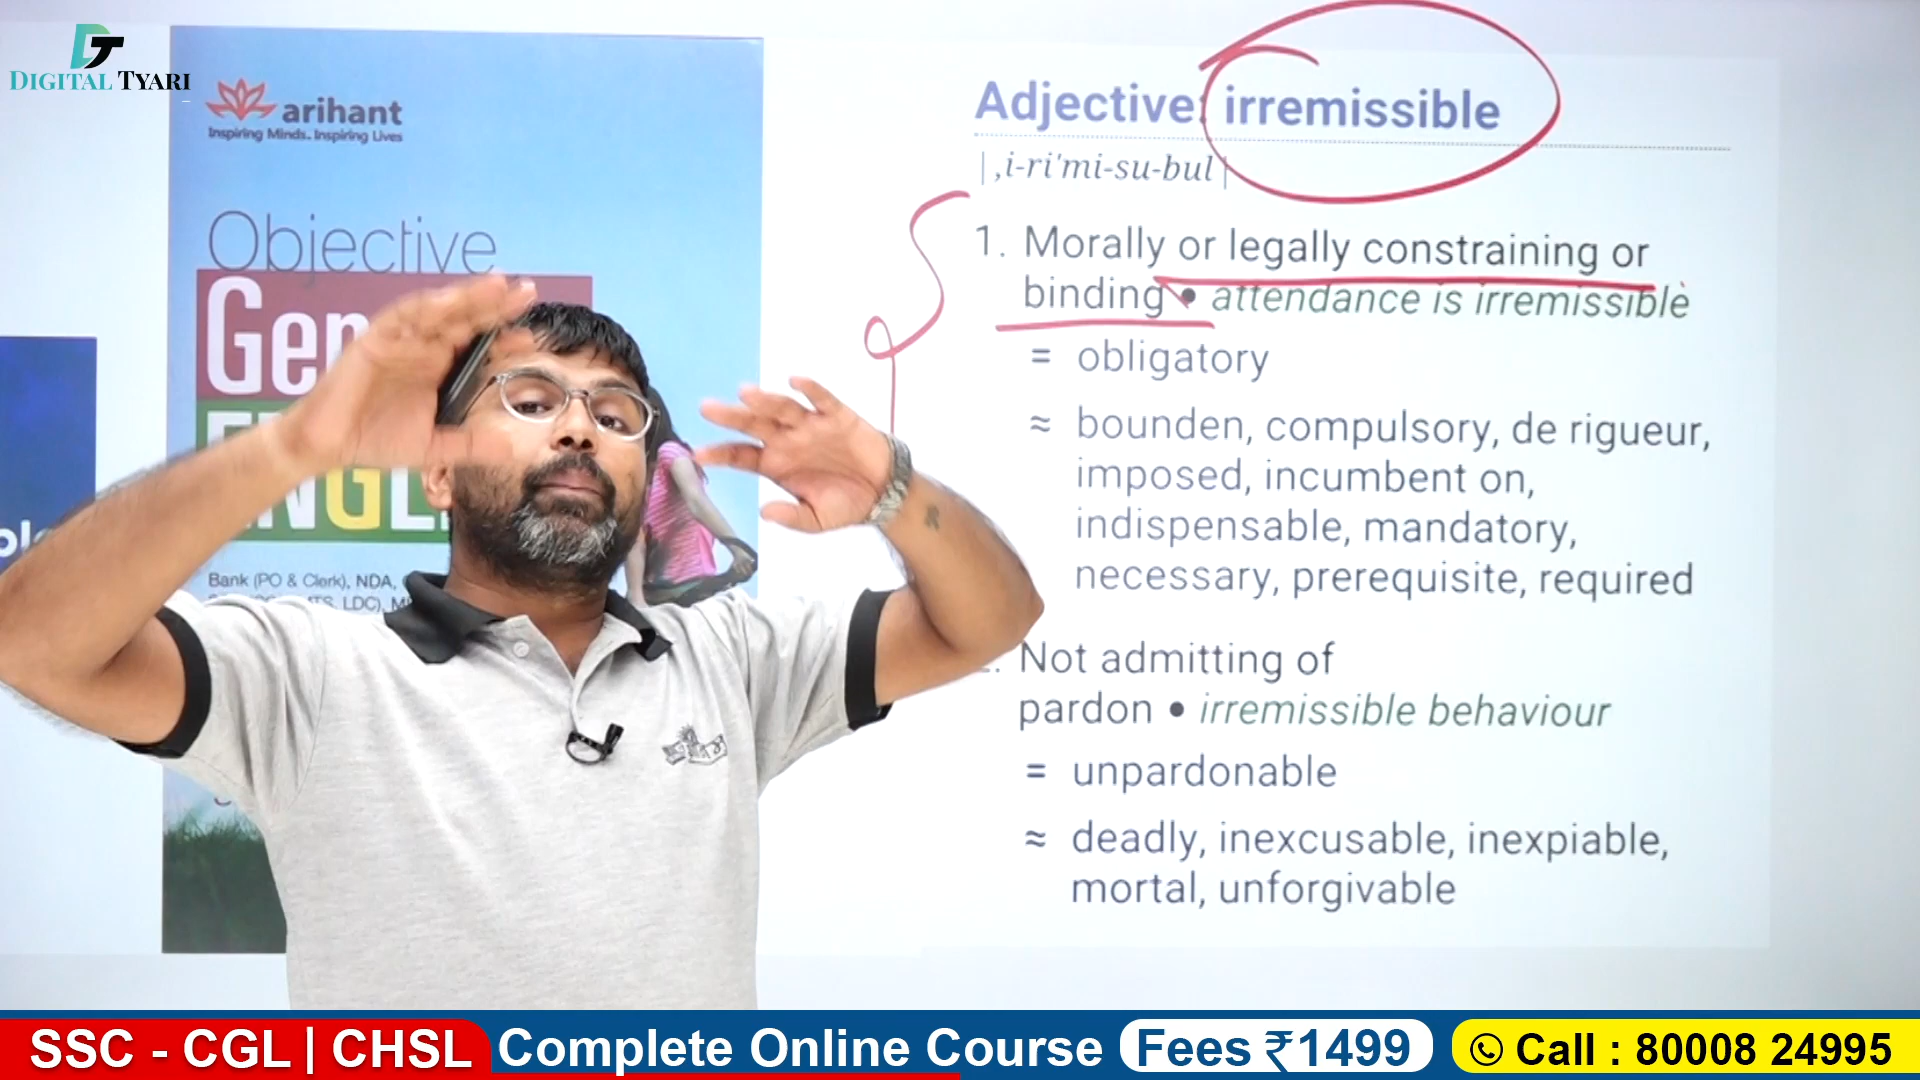 DIGITAL TYARI
arihant
Inspiring Minds. Inspiring Lives
Objective
Bank (PO & Clerk), NDA,
Adjective: irremissible
|,i-ri'mi-su-bul|
1. Morally or legally constraining or
binding • attendance is irremissible
= obligatory
≈ bounden, compulsory, de rigueur,
imposed, incumbent on,
indispensable, mandatory,
necessary, prerequisite, required
Not admitting of
pardon • irremissible behaviour
= unpardonable
≈ deadly, inexcusable, inexpiable,
mortal, unforgivable
SSC - CGL | CHSL Complete Online Course Fees ₹1499 Call : 80008 24995